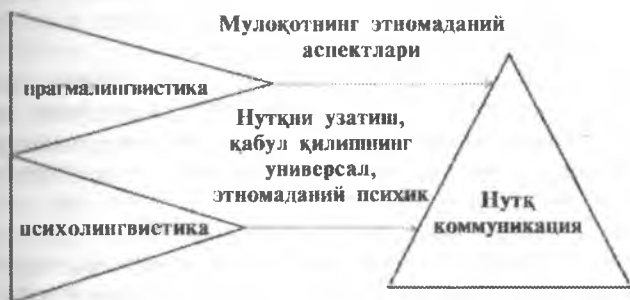 Мулоқотнинг этномаданий
аспектлари
прагмалингвистика
Нутқни узатиш,
қабул қилишнинг
универсал,
этномаданий психик
психолингвистика
Нутқ
коммуникация